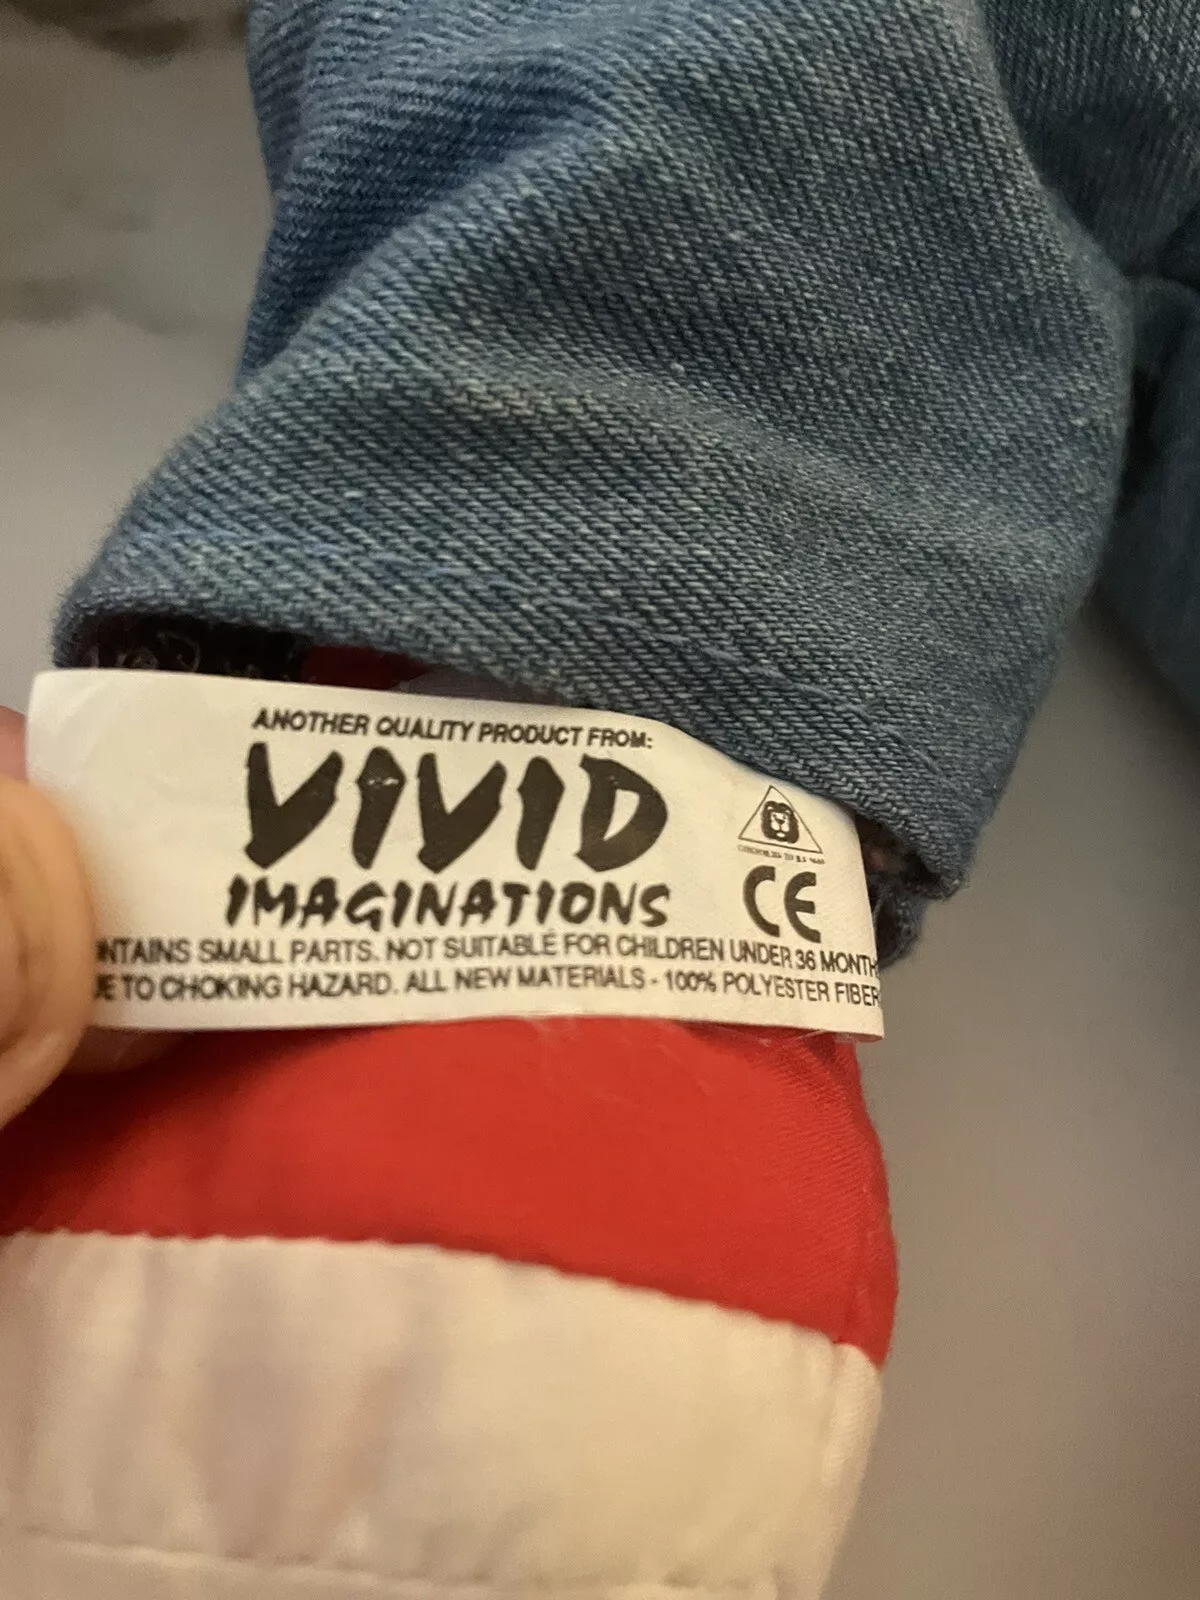 ANOTHER QUALITY PRODUCT FROM:
VIVID
IMAGINATIONS
CE
NTAINS SMALL PARTS. NOT SUITABLE FOR CHILDREN UNDER 36 MONTH
E TO CHOKING HAZARD. ALL NEW MATERIALS - 100% POLYESTER FIBER